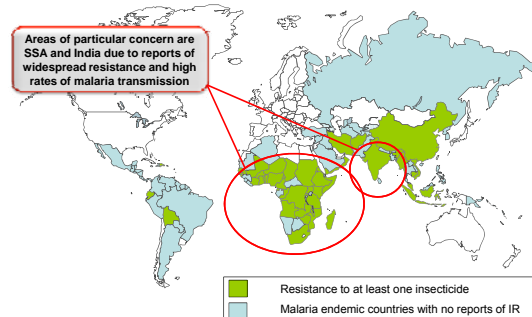 Areas of particular concern are
SSA and India due to reports of
widespread resistance and high
rates of malaria transmission
Resistance to at least one insecticide
Malaria endemic countries with no reports of IR